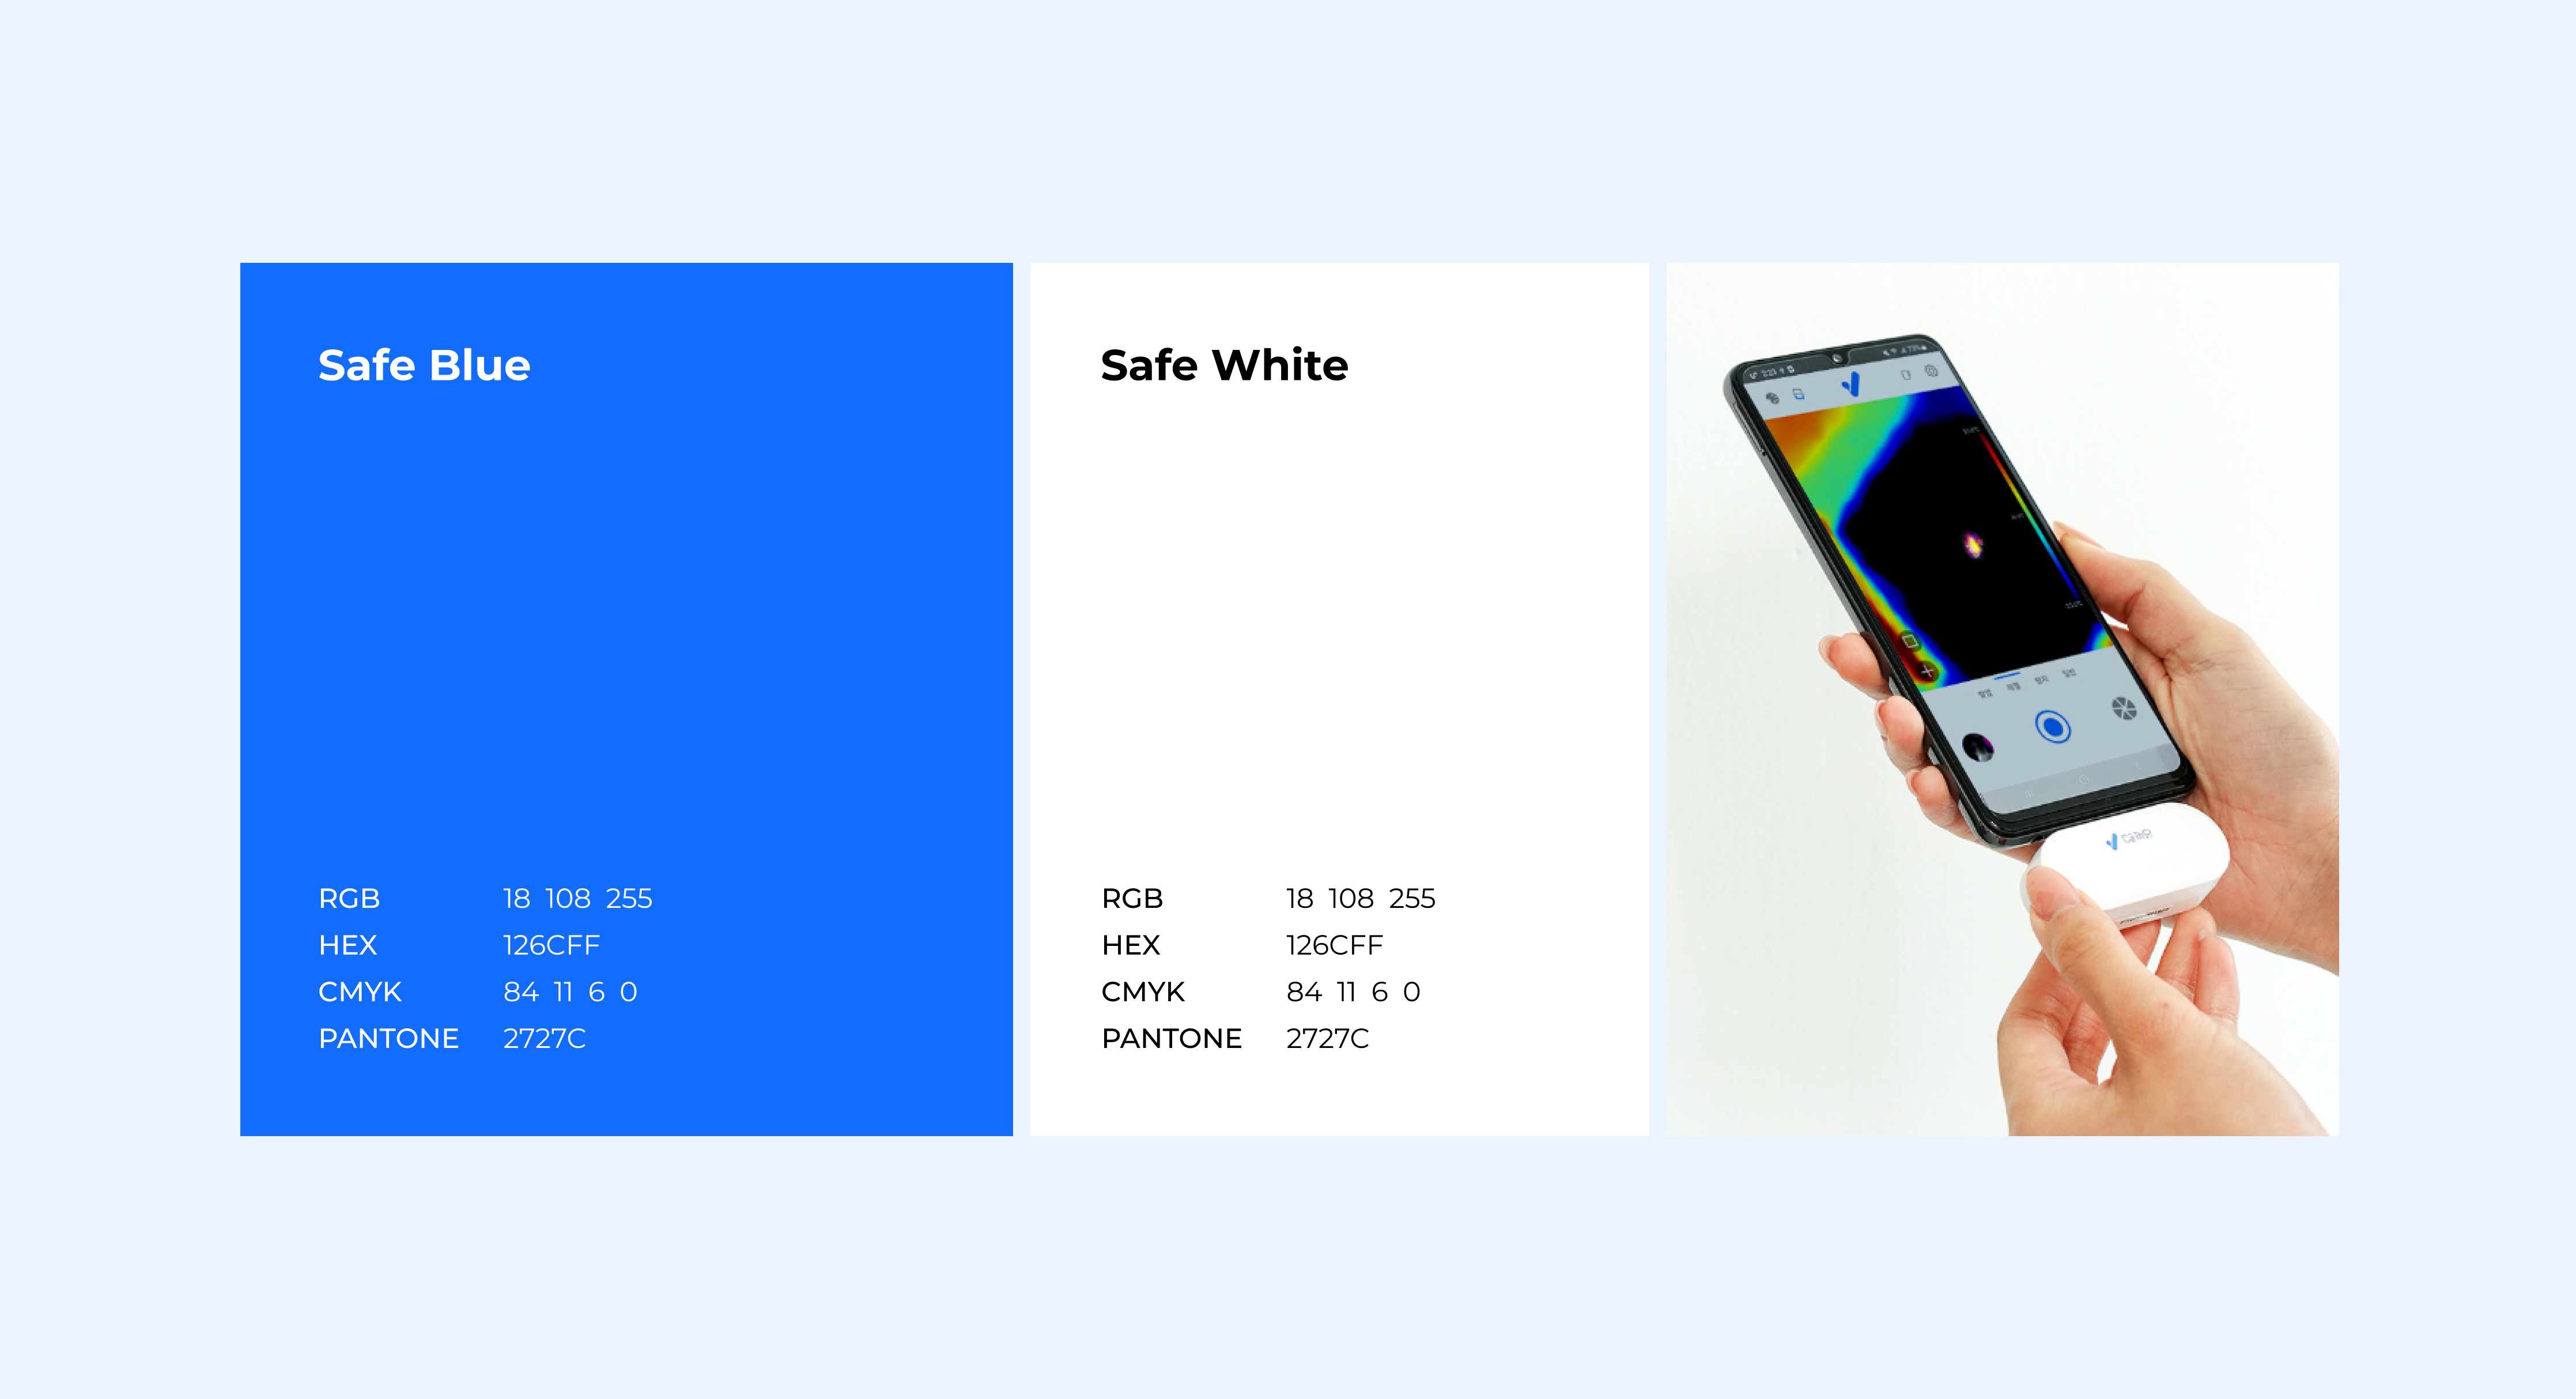 Safe Blue
RGB 18 108 255
HEX 126CFF
CMYK 84 11 6 0
PANTONE 2727C
Safe White
RGB 18 108 255
HEX 126CFF
CMYK 84 11 6 0
PANTONE 2727C